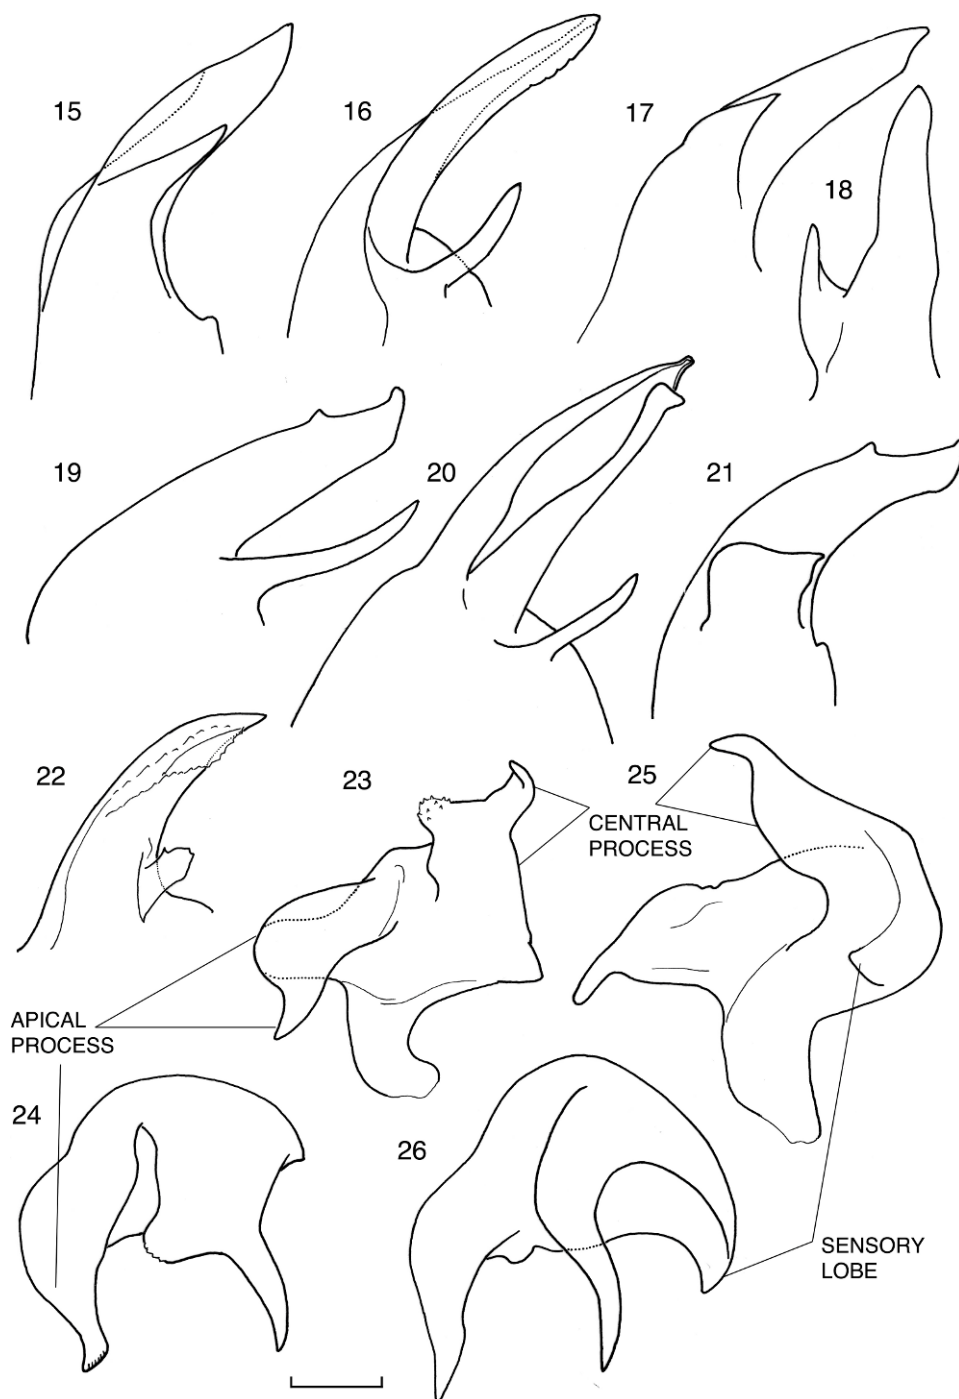 15
16
17
18
19
20
21
22
23
25
CENTRAL
PROCESS
APICAL
PROCESS
24
26
SENSORY
LOBE